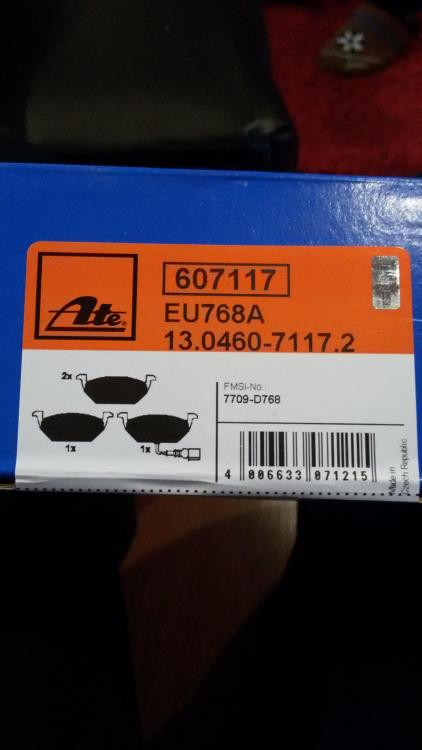 Ate®
607117
EU768A
13.0460-7117.2
2x
1x
1x
FMSI-No.:
7709-D768
4 006633 071215
Made in
Czech Republic